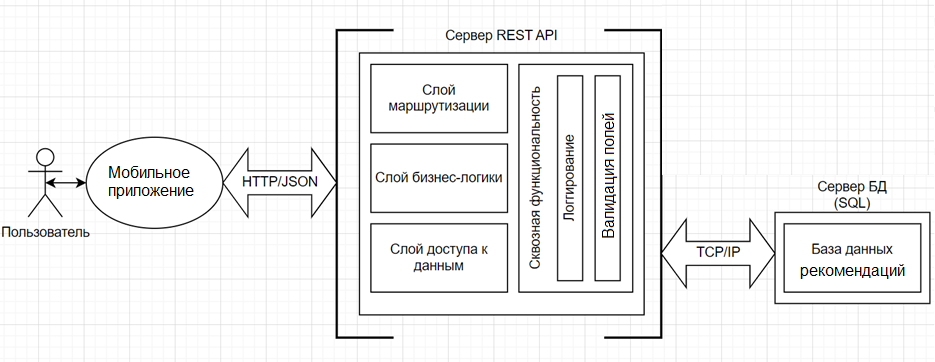 Сервер REST API
Слой
маршрутизации
Слой бизнес-логики
Слой доступа к
данным
Сквозная функциональность
Логгирование
Валидация полей
Мобильное
приложение
HTTP/JSON
Пользователь
TCP/IP
Сервер БД
(SQL)
База данных
рекомендаций